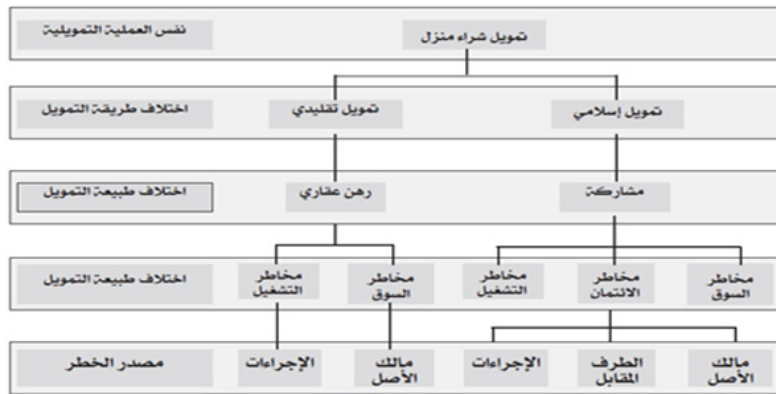 نفس العملية التمويلية
تمويل شراء منزل
اختلاف طريقة التمويل
تمويل تقليدي
تمويل إسلامي
اختلاف طبيعة التمويل
رهن عقاري
مشاركة
اختلاف طبيعة التمويل
مخاطر
التشغيل
مخاطر
السوق
مخاطر
التشغيل
مخاطر
الائتمان
مخاطر
السوق
مصدر الخطر
الإجراءات
مالك
الأصل
الإجراءات
الطرف
المقابل
مالك
الأصل